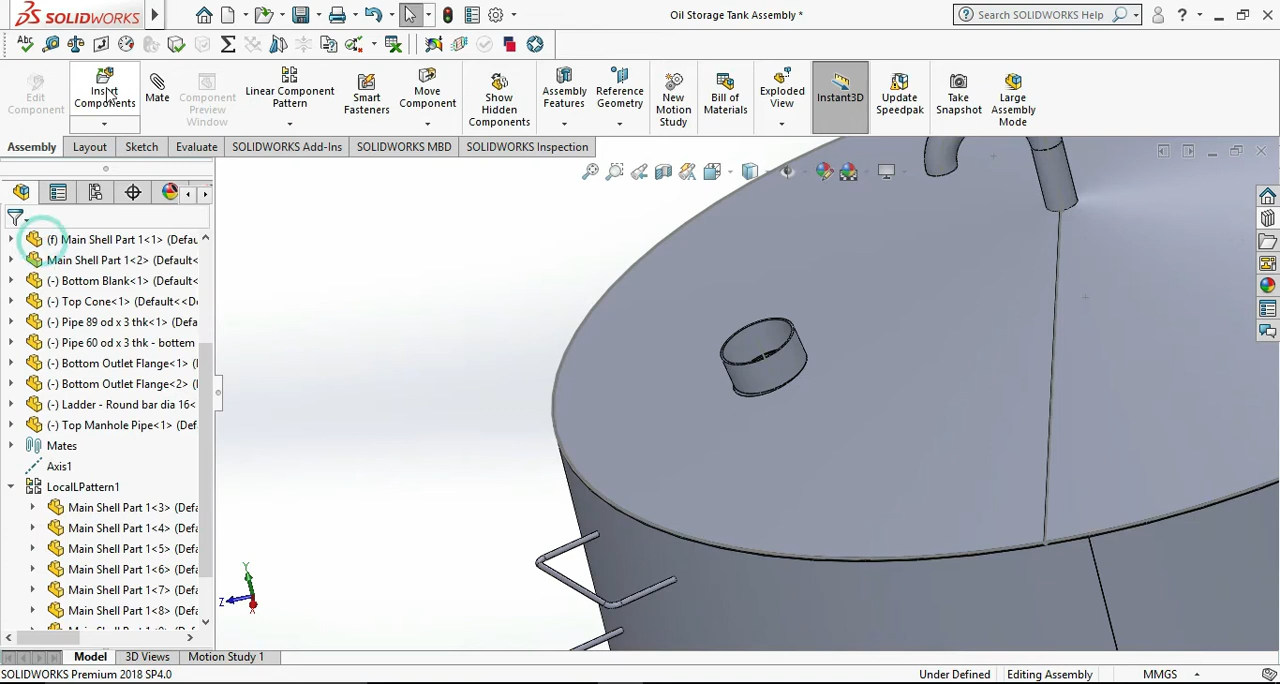 SOLIDWORKS
Oil Storage Tank Assembly *
Search SOLIDWORKS Help
?
Edit Component
Insert Components
Mate
Component Preview Window
Linear Component Pattern
Smart Fasteners
Move Component
Show Hidden Components
Assembly Features
Reference Geometry
New Motion Study
Bill of Materials
Exploded View
Instant3D
Update Speedpak
Take Snapshot
Large Assembly Mode
Assembly
Layout
Sketch
Evaluate
SOLIDWORKS Add-Ins
SOLIDWORKS MBD
SOLIDWORKS Inspection
(f) Main Shell Part 1<1> (Defau
Main Shell Part 1<2> (Default<
(-) Bottom Blank<1> (Default<
(-) Top Cone<1> (Default<<D
(-) Pipe 89 od x 3 thk<1> (Defa
(-) Pipe 60 od x 3 thk - bottem
(-) Bottom Outlet Flange<1> (
(-) Bottom Outlet Flange<2> (
(-) Ladder - Round bar dia 16<
(-) Top Manhole Pipe<1> (Def
Mates
Axis1
LocalLPattern1
Main Shell Part 1<3> (Defa
Main Shell Part 1<4> (Defa
Main Shell Part 1<5> (Defa
Main Shell Part 1<6> (Defa
Main Shell Part 1<7> (Defa
Main Shell Part 1<8> (Defa
Y
Z
X
Model
3D Views
Motion Study 1
SOLIDWORKS Premium 2018 SP4.0
Under Defined
Editing Assembly
MMGS